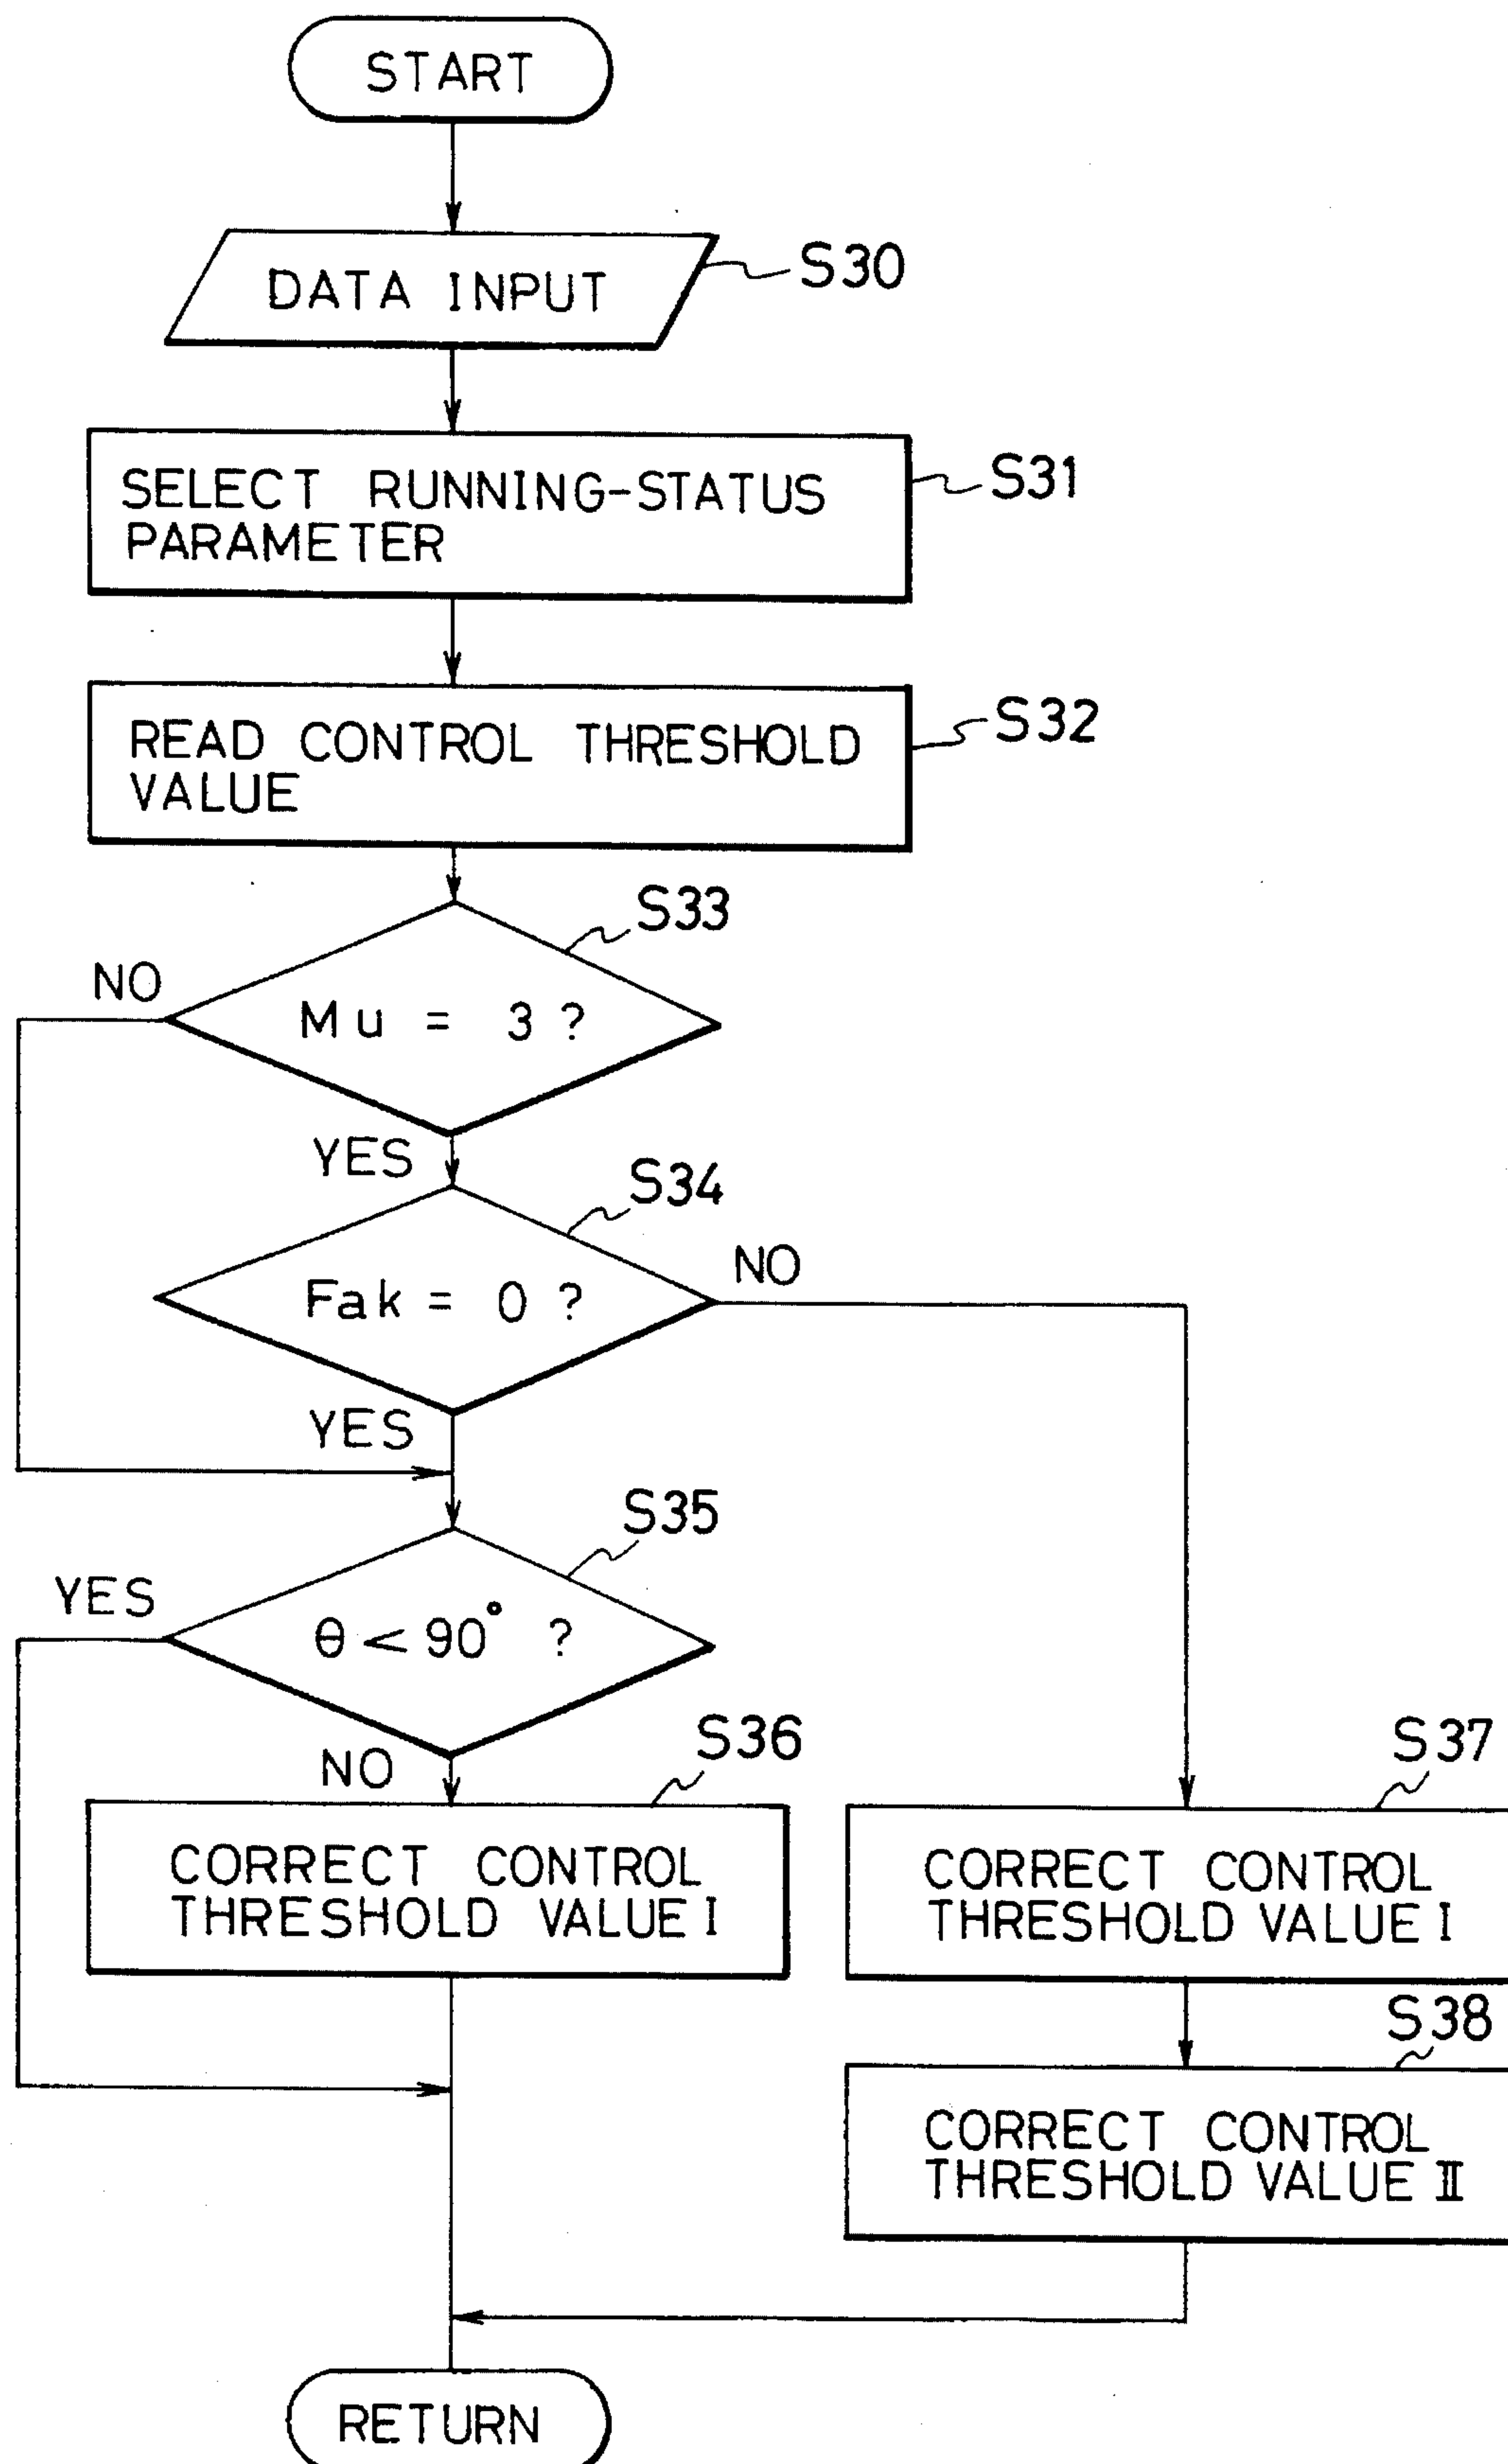 START
DATA INPUT
S30
SELECT RUNNING-STATUS
PARAMETER
S31
READ CONTROL THRESHOLD
VALUE
S32
S33
NO
Mu = 3 ?
YES
S34
NO
Fak = 0 ?
YES
S35
YES
θ < 90° ?
NO
S36
CORRECT CONTROL
THRESHOLD VALUE I
S37
CORRECT CONTROL
THRESHOLD VALUE I
S38
CORRECT CONTROL
THRESHOLD VALUE II
RETURN